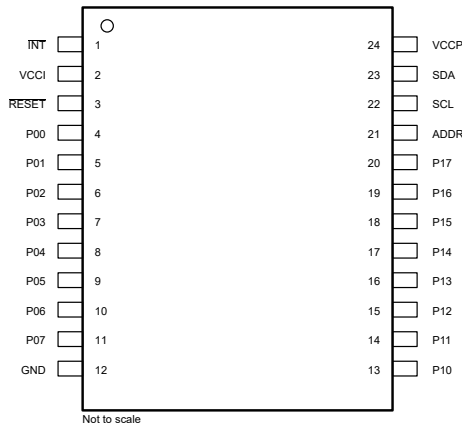 INT 1 24 VCCP
VCCI 2 23 SDA
RESET 3 22 SCL
P00 4 21 ADDR
P01 5 20 P17
P02 6 19 P16
P03 7 18 P15
P04 8 17 P14
P05 9 16 P13
P06 10 15 P12
P07 11 14 P11
GND 12 13 P10
Not to scale